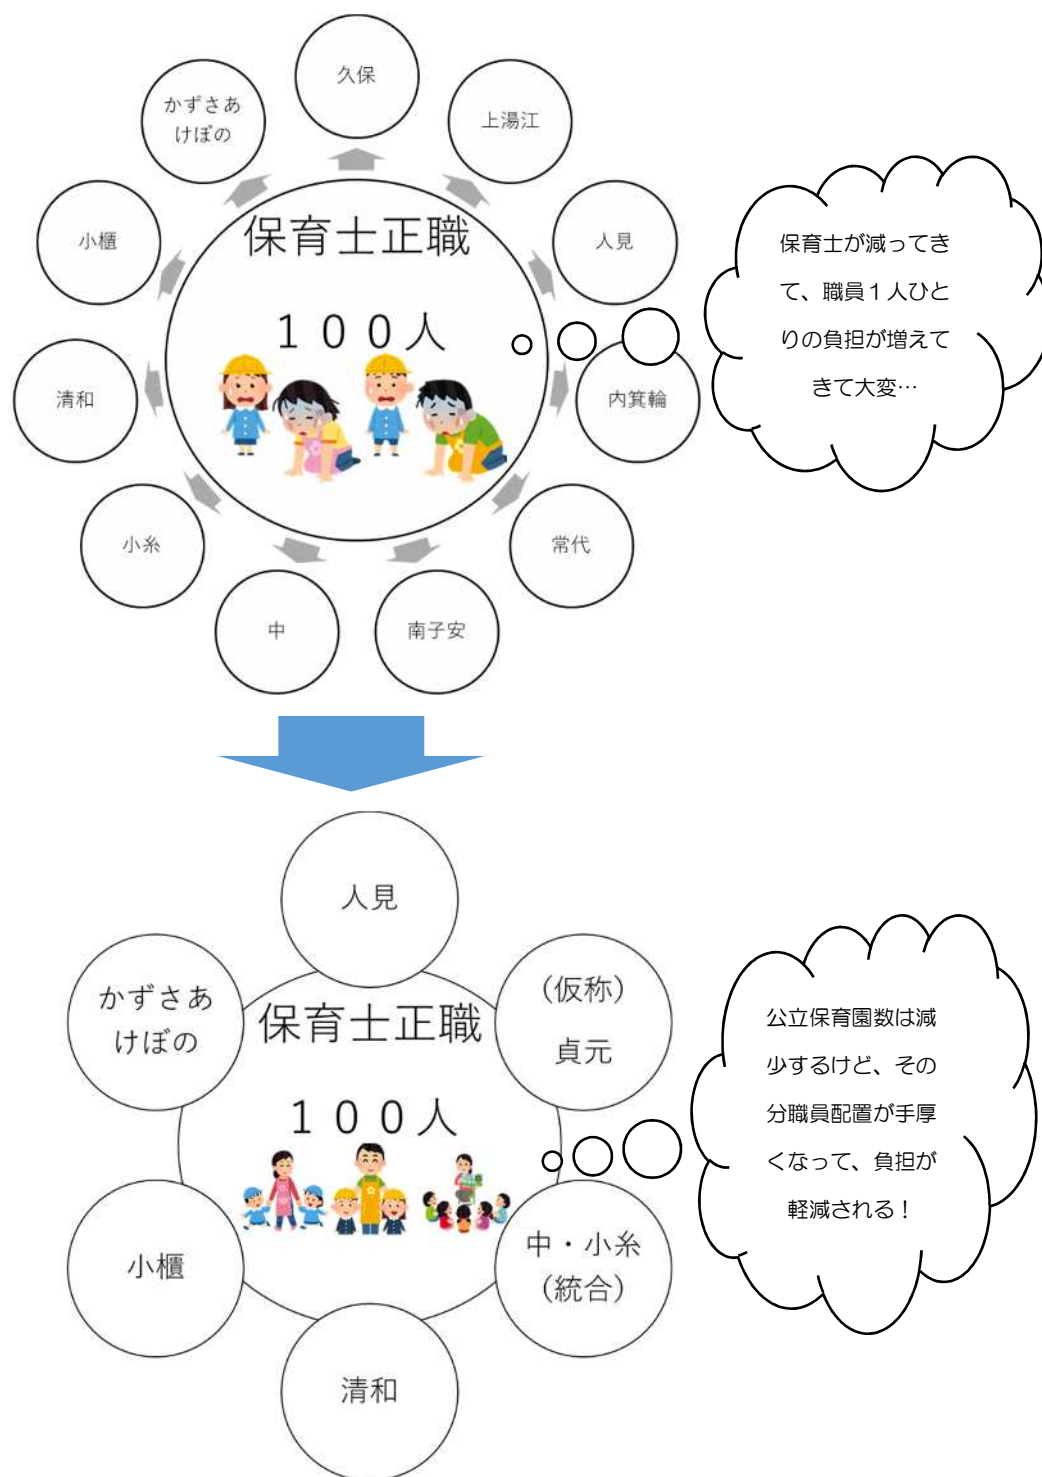 久保
かずさあ
けぼの
上湯江
小櫃
人見
保育士正職
１００人
清和
内箕輪
小糸
常代
中
南子安
保育士が減ってき
て、職員１人ひと
りの負担が増えて
きて大変…
人見
かずさあ
けぼの
（仮称）
貞元
保育士正職
１００人
小櫃
中・小糸
（統合）
清和
公立保育園数は減
少するけど、その
分職員配置が手厚
くなって、負担が
軽減される！